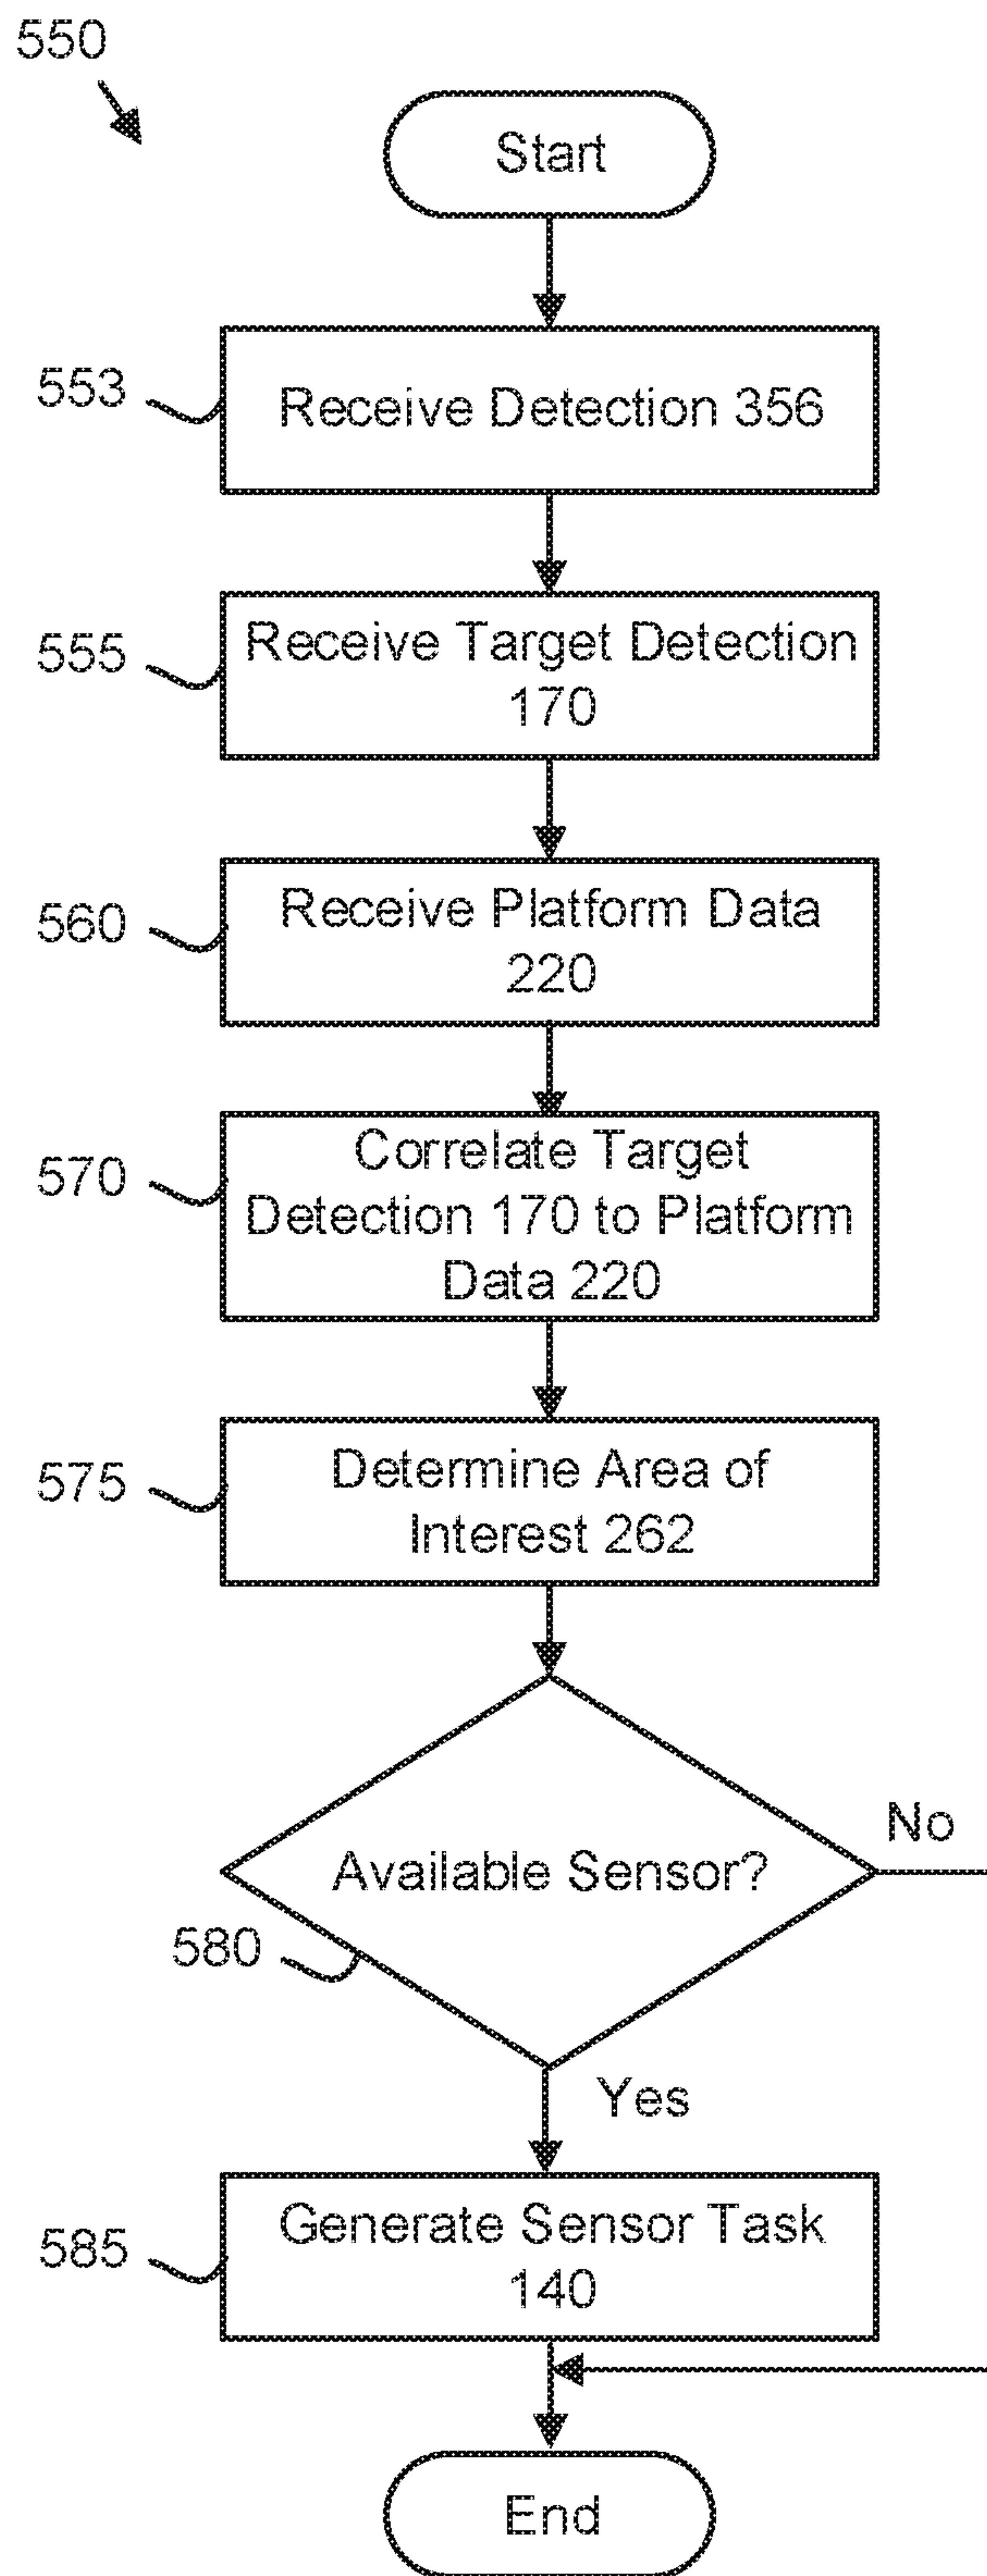 550
Start
553
Receive Detection 356
555
Receive Target Detection
170
560
Receive Platform Data
220
570
Correlate Target
Detection 170 to Platform
Data 220
575
Determine Area of
Interest 262
Available Sensor?
No
580
Yes
585
Generate Sensor Task
140
End